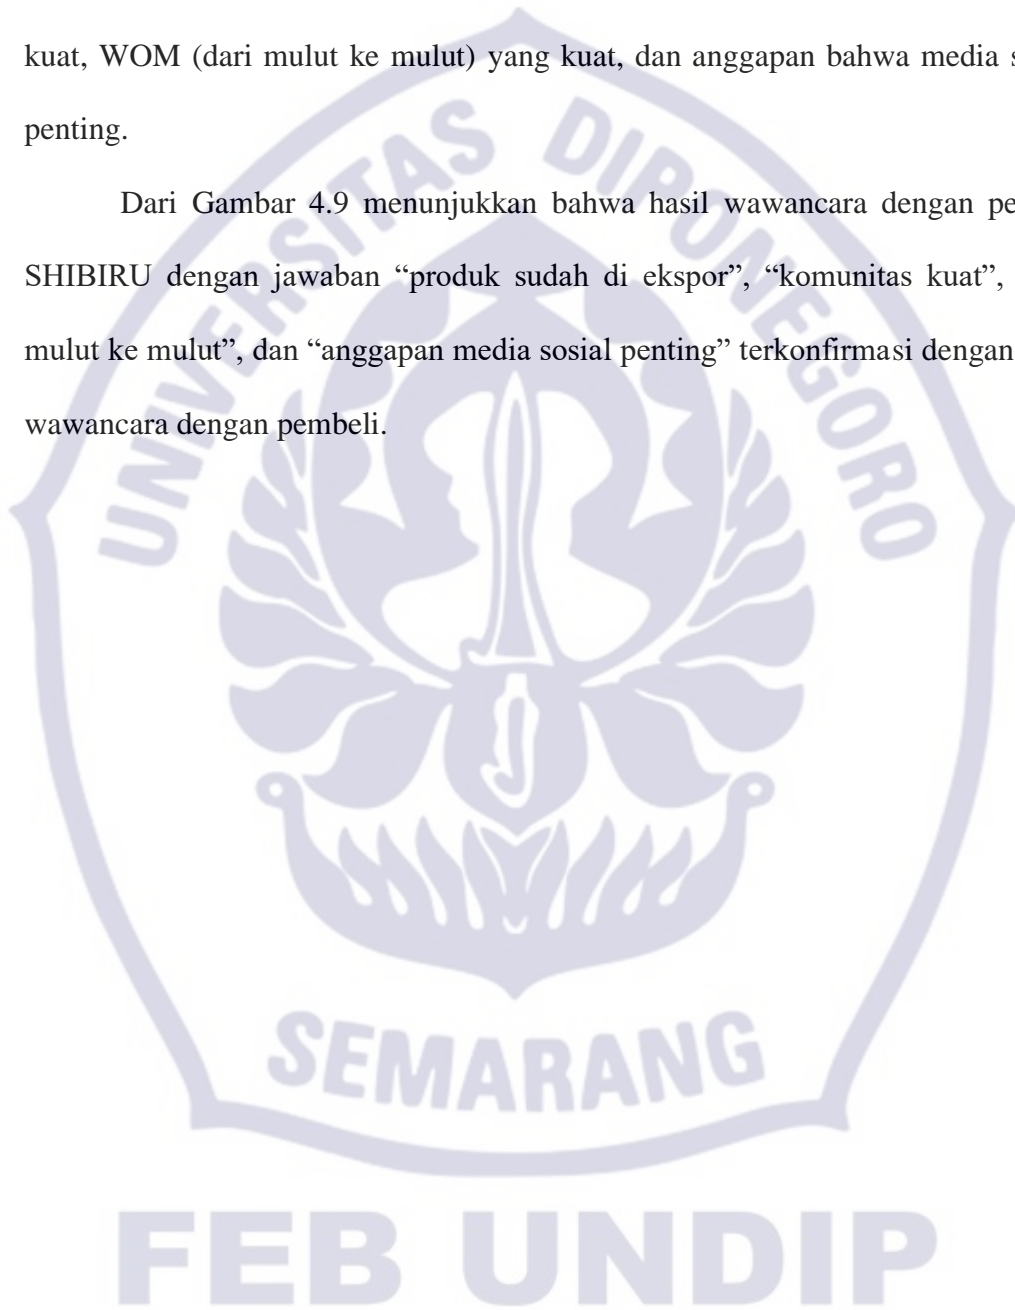 kuat, WOM (dari mulut ke mulut) yang kuat, dan anggapan bahwa media
penting.
Dari Gambar 4.9 menunjukkan bahwa hasil wawancara dengan
SHIBIRU dengan jawaban “produk sudah di ekspor”, “komunitas kuat”,
mulut ke mulut”, dan “anggapan media sosial penting” terkonfirmasi dengan
wawancara dengan pembeli.
UNIVERSITAS DIPONEGORO
SEMARANG
FEB UNDIP